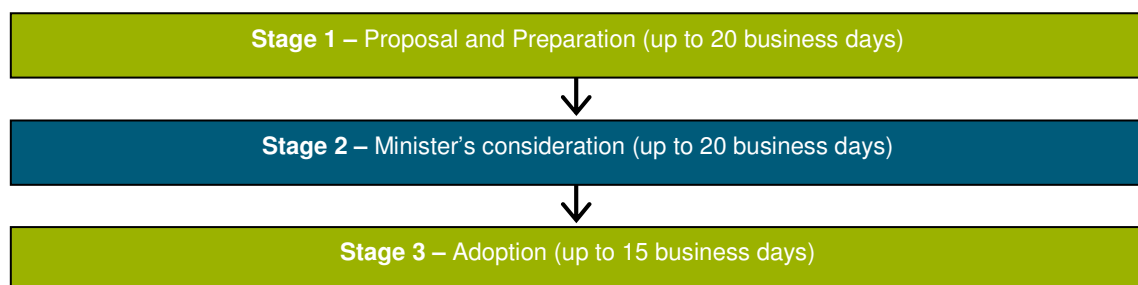 Stage 1 – Proposal and Preparation (up to 20 business days)
Stage 2 – Minister’s consideration (up to 20 business days)
Stage 3 – Adoption (up to 15 business days)